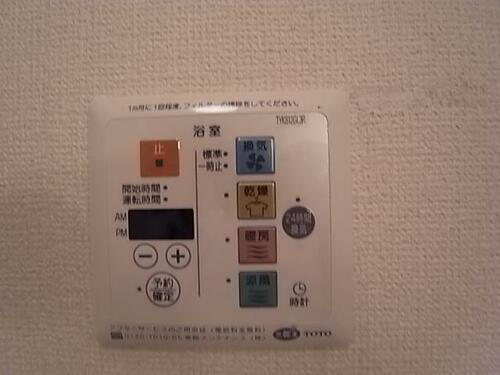 1ヵ月に1回程度、フィルターの掃除をしてください。
浴室
止
換気
標準
一時止
開始時間
運転時間
乾燥
AM
PM
24時間
換気
暖房
予約
確定
涼風
時計
TOTO